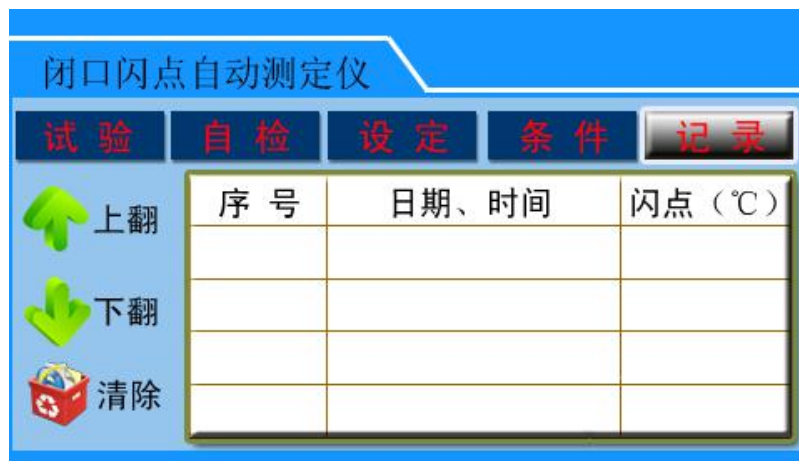 闭口闪点自动测定仪
试 验 自 检 设 定 条 件 记 录
序 号 日期、时间 闪点（℃）
上翻
下翻
清除